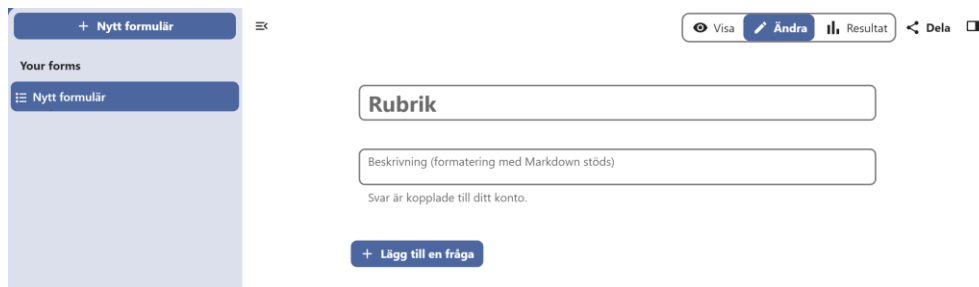 Nytt formulär
Visa
Ändra
Resultat
Dela
Your forms
Nytt formulär
Rubrik
Beskrivning (formatering med Markdown stöds)
Svar är kopplade till ditt konto.
Lägg till en fråga